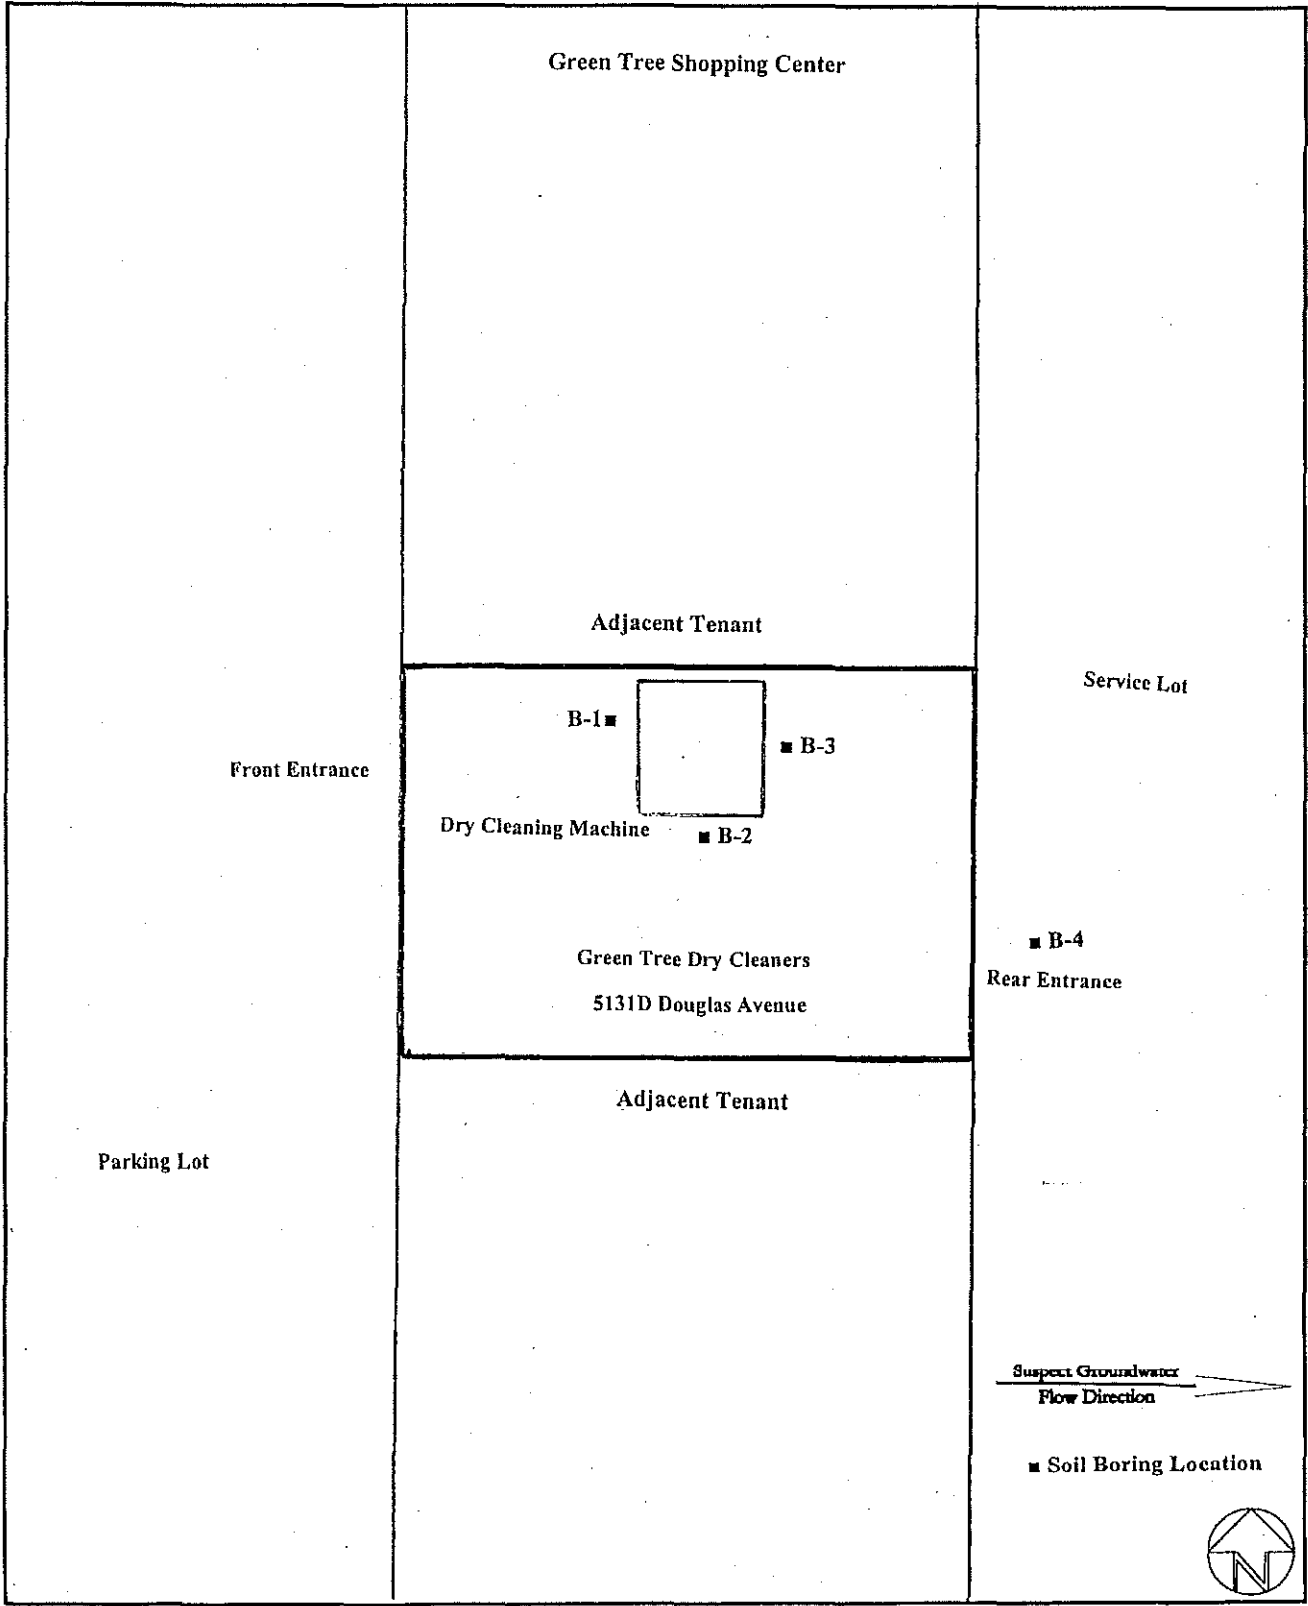 Green Tree Shopping Center
Adjacent Tenant
Service Lot
B-1
B-3
Front Entrance
Dry Cleaning Machine
B-2
B-4
Green Tree Dry Cleaners
Rear Entrance
5131D Douglas Avenue
Adjacent Tenant
Parking Lot
Suspect Groundwater
Flow Direction
Soil Boring Location
N